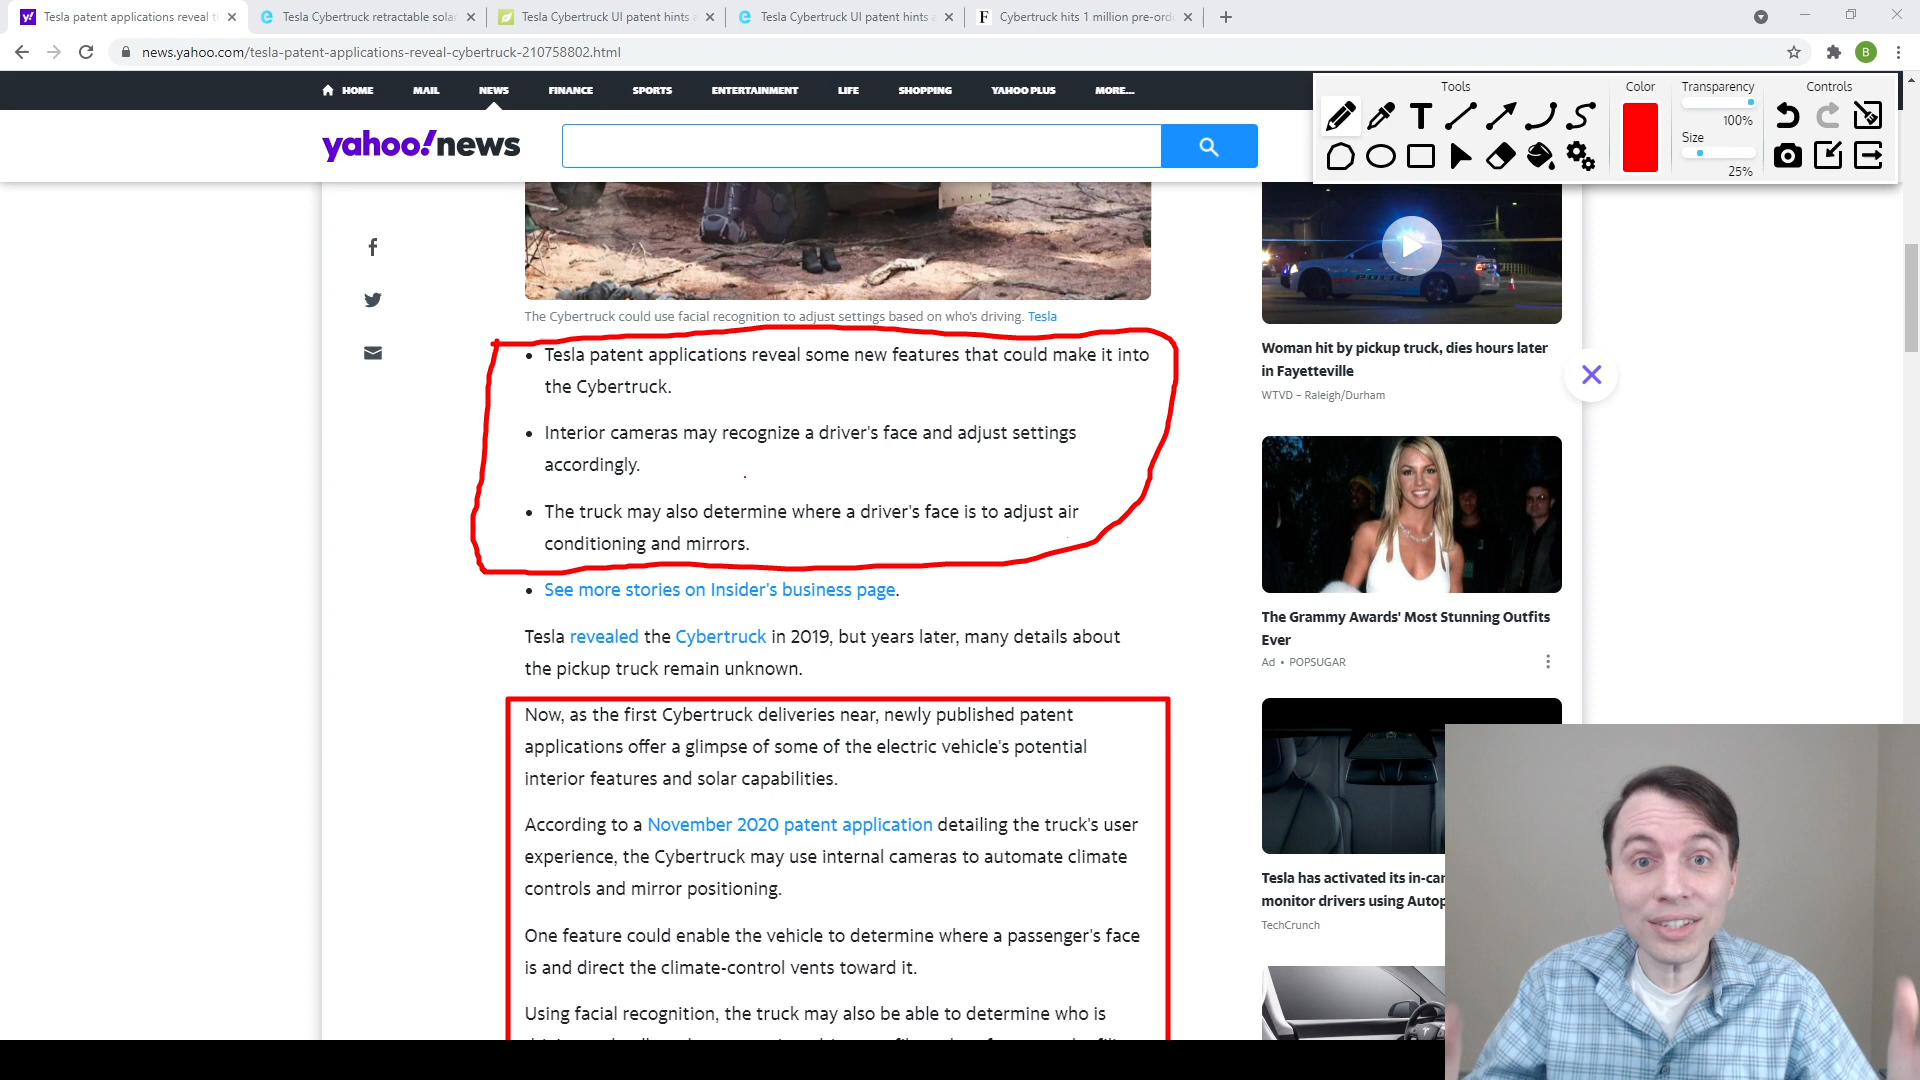 Tesla patent applications reveal t
Tesla Cybertruck retractable sola
Tesla Cybertruck UI patent hints a
Tesla Cybertruck UI patent hints a
Cybertruck hits 1 million pre-ord
news.yahoo.com/tesla-patent-applications-reveal-cybertruck-210758802.html
B
HOME MAIL NEWS FINANCE SPORTS ENTERTAINMENT LIFE SHOPPING YAHOO PLUS MORE...
Tools
Color
Transparency
100%
Size
25%
Controls
yahoo!news
The Cybertruck could use facial recognition to adjust settings based on who's driving. Tesla
• Tesla patent applications reveal some new features that could make it into
the Cybertruck.
• Interior cameras may recognize a driver's face and adjust settings
accordingly.
• The truck may also determine where a driver's face is to adjust air
conditioning and mirrors.
• See more stories on Insider's business page.
Tesla revealed the Cybertruck in 2019, but years later, many details about
the pickup truck remain unknown.
Now, as the first Cybertruck deliveries near, newly published patent
applications offer a glimpse of some of the electric vehicle's potential
interior features and solar capabilities.
According to a November 2020 patent application detailing the truck's user
experience, the Cybertruck may use internal cameras to automate climate
controls and mirror positioning.
One feature could enable the vehicle to determine where a passenger's face
is and direct the climate-control vents toward it.
Using facial recognition, the truck may also be able to determine who is
POLICE
Woman hit by pickup truck, dies hours later
in Fayetteville
WTVD – Raleigh/Durham
The Grammy Awards' Most Stunning Outfits
Ever
Ad • POPSUGAR
Tesla has activated its in-car
monitor drivers using Autop
TechCrunch